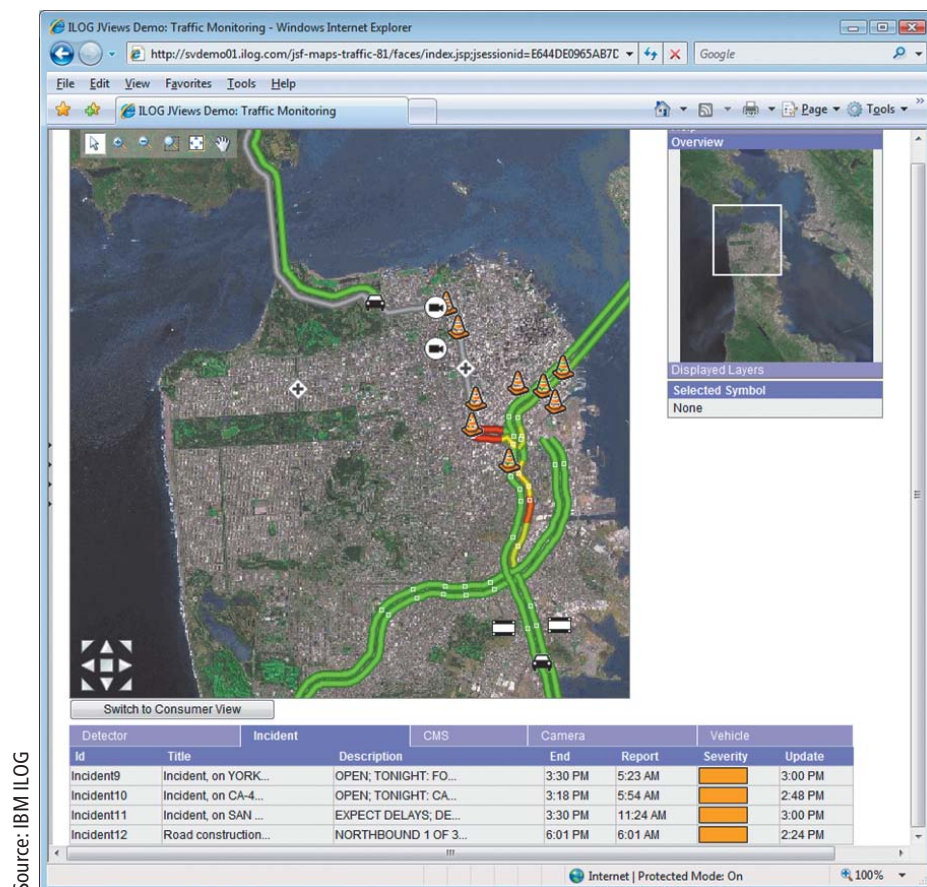 ILOG JViews Demo: Traffic Monitoring - Windows Internet Explorer
http://svdemo01.ilog.com/jsf-maps-traffic-81/faces/index.jsp;jsessionid=E644DE0965AB7D
Google
File Edit View Favorites Tools Help
ILOG JViews Demo: Traffic Monitoring
Page Tools
Overview
Displayed Layers
Selected Symbol
None
Switch to Consumer View
Detector Incident CMS Camera Vehicle
Id Title Description End Report Severity Update
Incident9 Incident, on YORK... OPEN; TONIGHT: FO... 3:30 PM 5:23 AM 3:00 PM
Incident10 Incident, on CA-4... OPEN; TONIGHT: CA... 3:18 PM 5:54 AM 2:48 PM
Incident11 Incident, on SAN ... EXPECT DELAYS; DE... 3:30 PM 11:24 AM 3:00 PM
Incident12 Road construction... NORTHBOUND 1 OF 3... 6:01 PM 6:01 AM 2:24 PM
Internet | Protected Mode: On 100%
Source: IBM ILOG